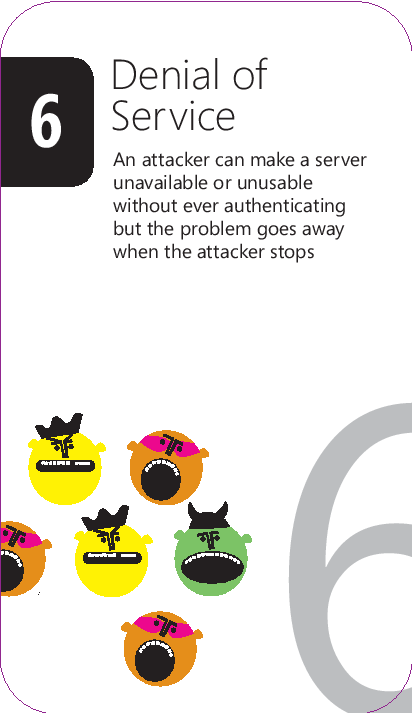 6
Denial of
Service
An attacker can make a server
unavailable or unusable
without ever authenticating
but the problem goes away
when the attacker stops
6